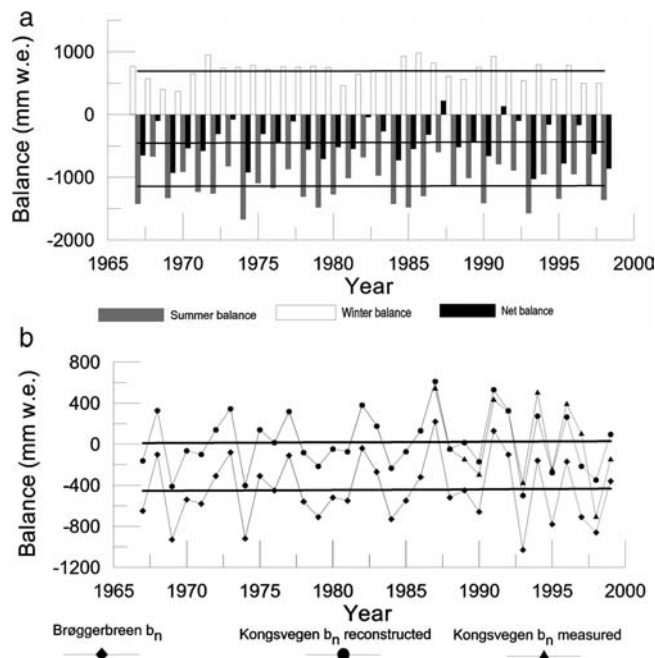 a
Balance (mm w.e.)
1000
0
-1000
-2000
1965 1970 1975 1980 1985 1990 1995 2000
Year
Summer balance Winter balance Net balance
b
Balance (mm w.e.)
800
400
0
-400
-800
-1200
1965 1970 1975 1980 1985 1990 1995 2000
Year
Brøggerbreen bn Kongsvegen bn reconstructed Kongsvegen bn measured